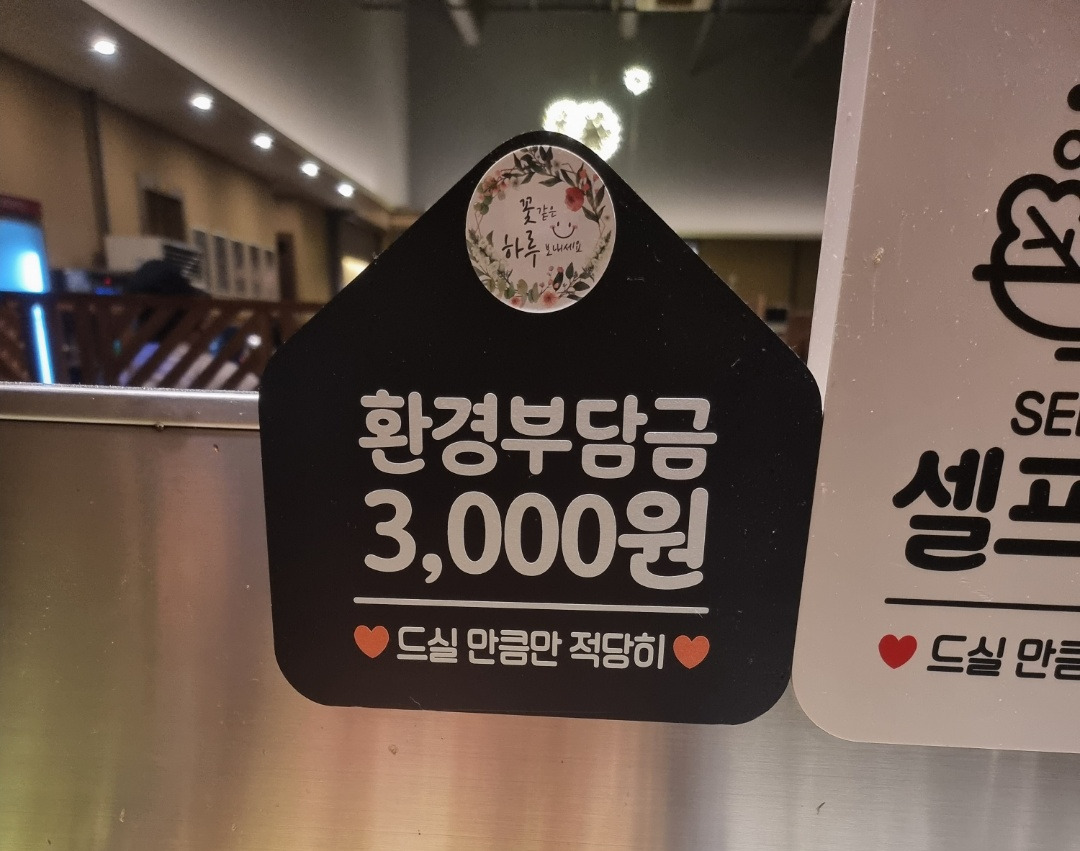 꽃같은
하루 보내세요
환경부담금
3,000원
드실 만큼만 적당히
SE
셀프
드실 만큼